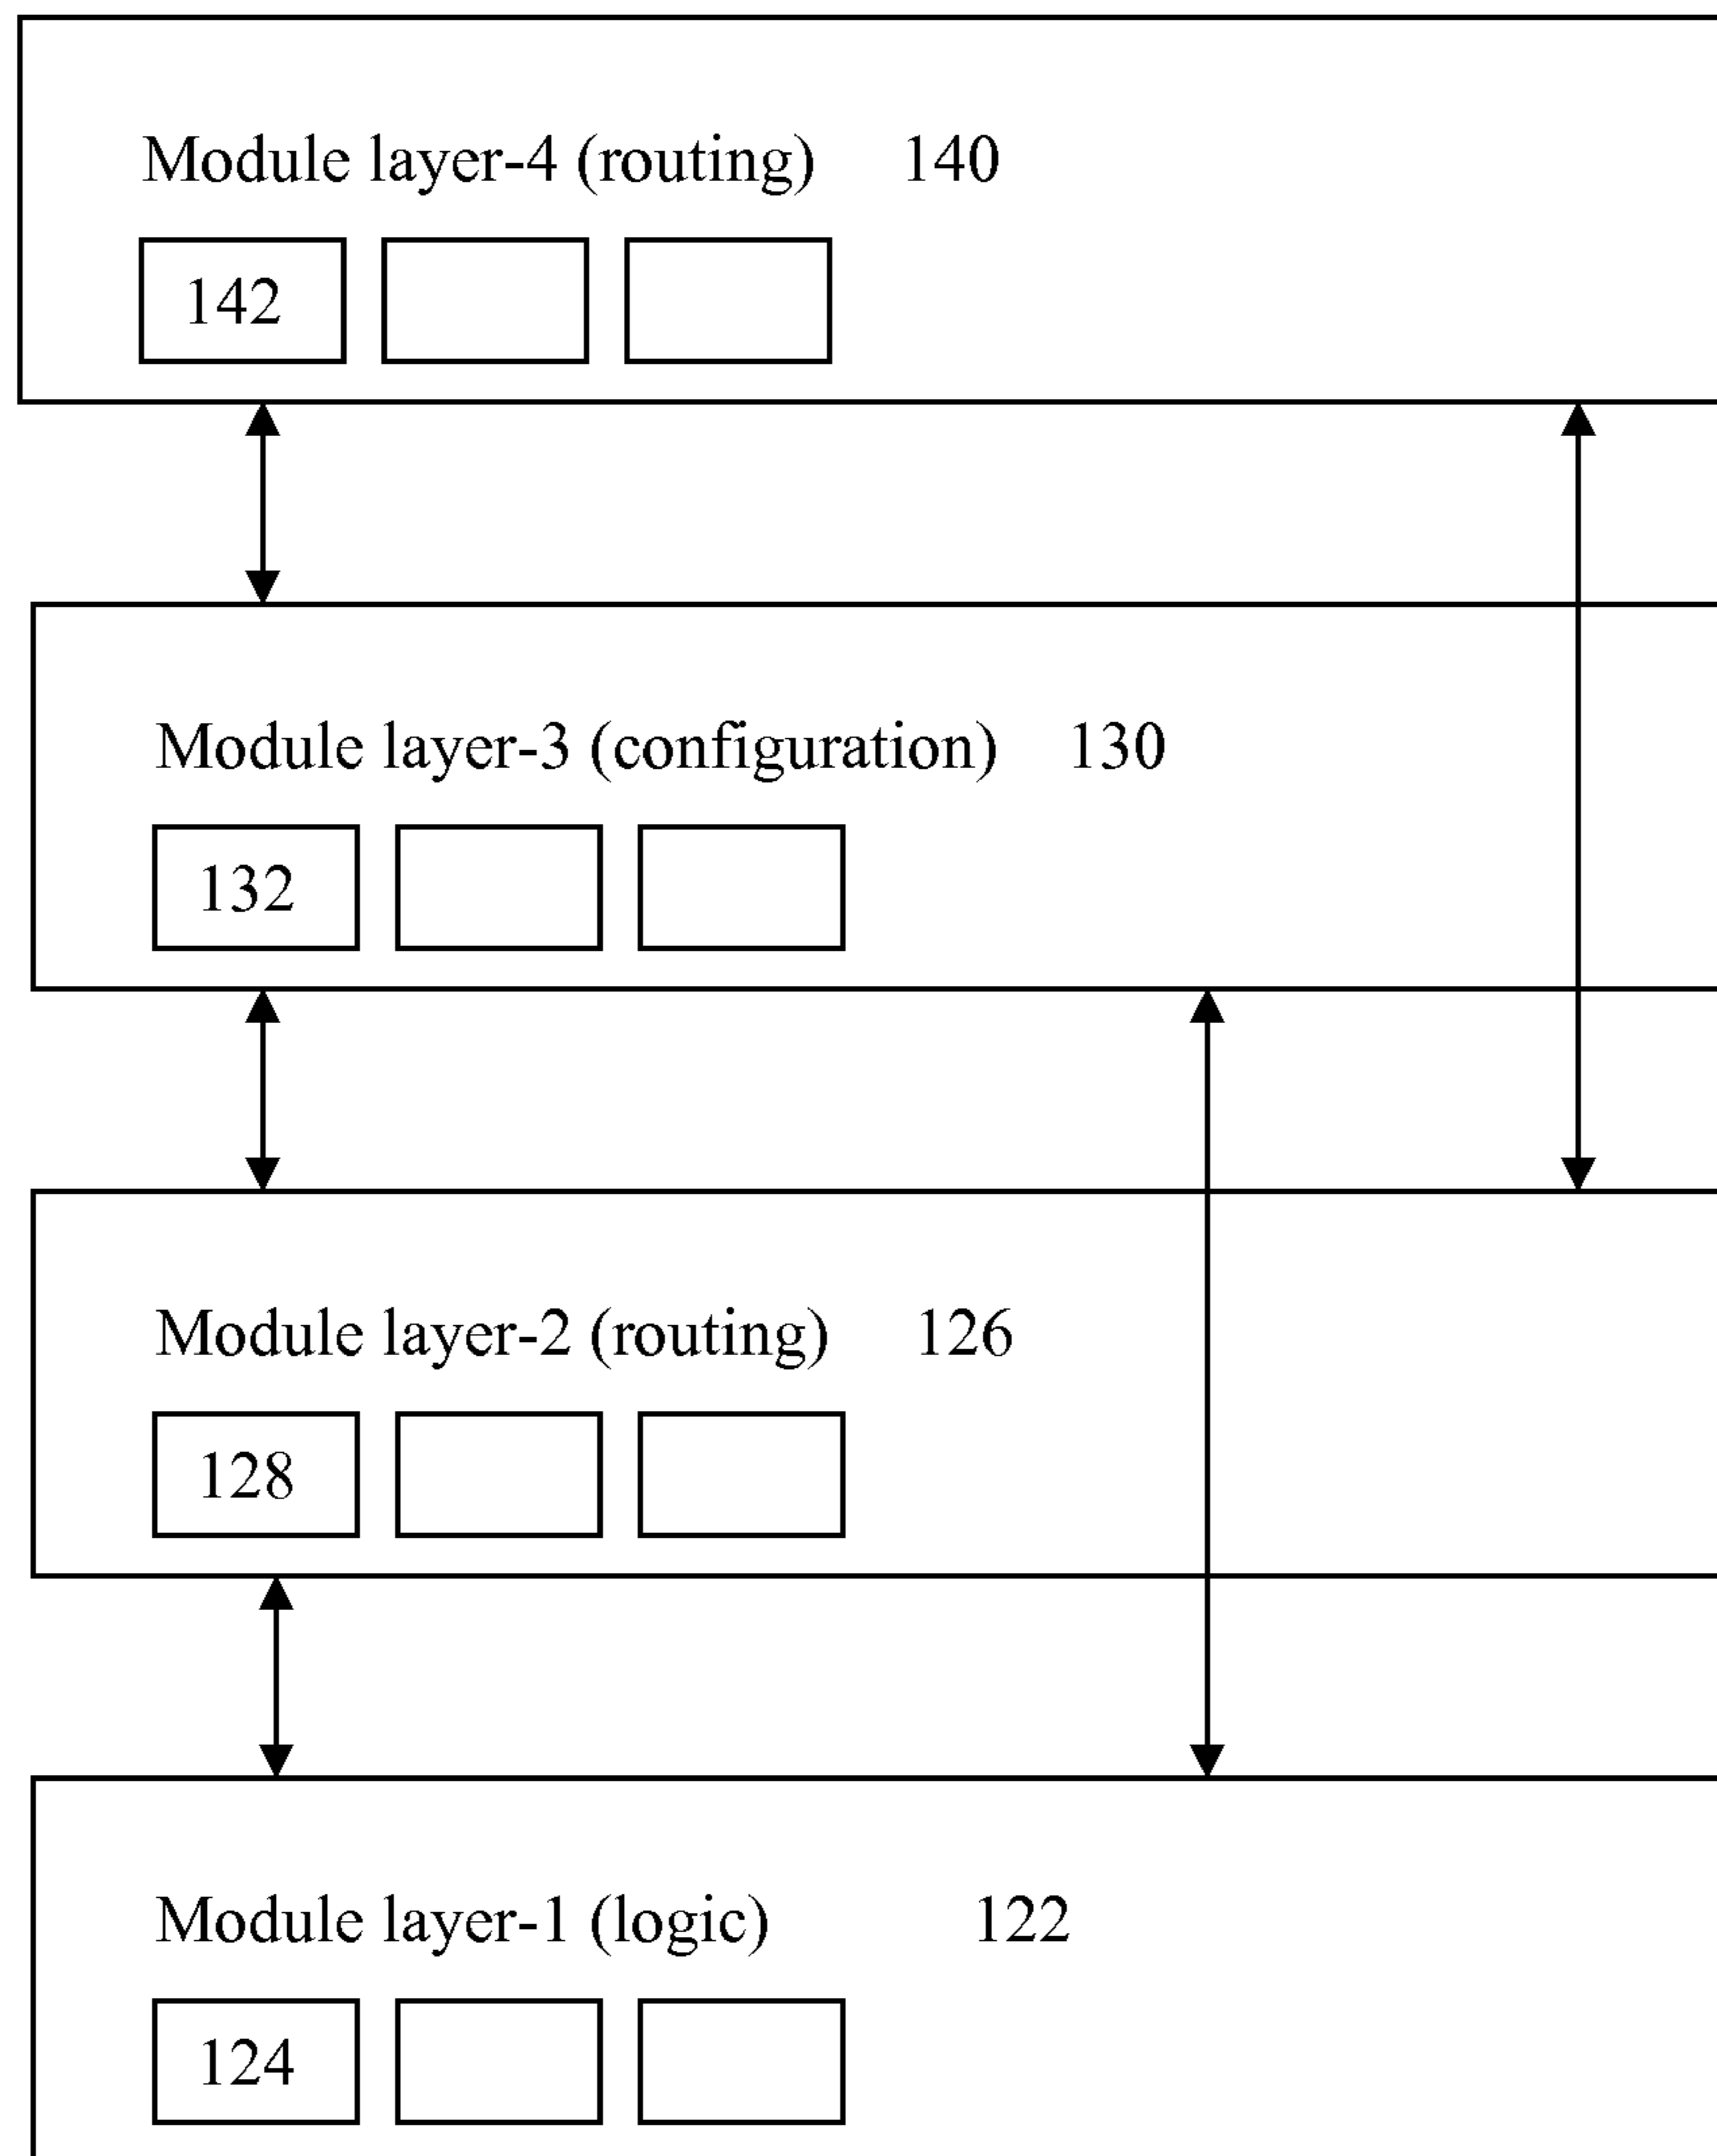 Module layer-4 (routing) 140
142
Module layer-3 (configuration) 130
132
Module layer-2 (routing) 126
128
Module layer-1 (logic) 122
124